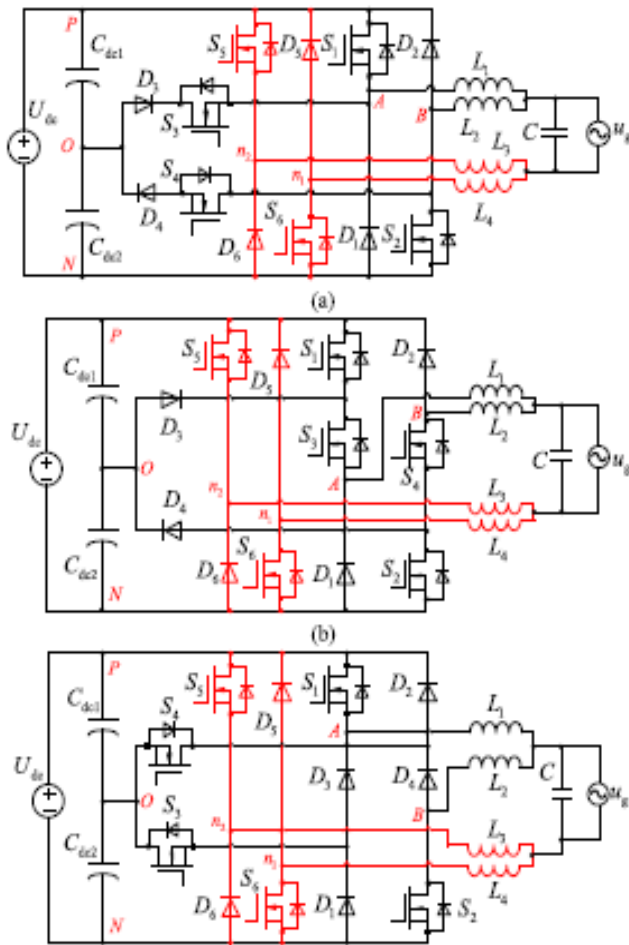 P
C_dc1
S_5
D_5
S_1
D_2
D_3
S_3
A
B
L_1
L_2
U_dc
O
C
u_g
n_2
L_3
S_4
n_1
L_4
D_4
S_6
C_dc2
D_6
D_1
S_2
N
(a)
P
S_5
S_1
D_2
C_dc1
D_5
L_1
D_3
S_3
B
L_2
U_dc
S_4
C
u_g
O
A
n_2
D_4
n_1
L_3
S_6
L_4
C_dc2
D_6
D_1
S_2
N
(b)
P
S_5
S_1
D_2
C_dc1
S_4
D_5
L_1
A
U_dc
D_3
D_4
L_2
C
O
S_3
B
u_g
n_2
L_3
C_dc2
n_1
L_4
S_6
D_6
D_1
S_2
N